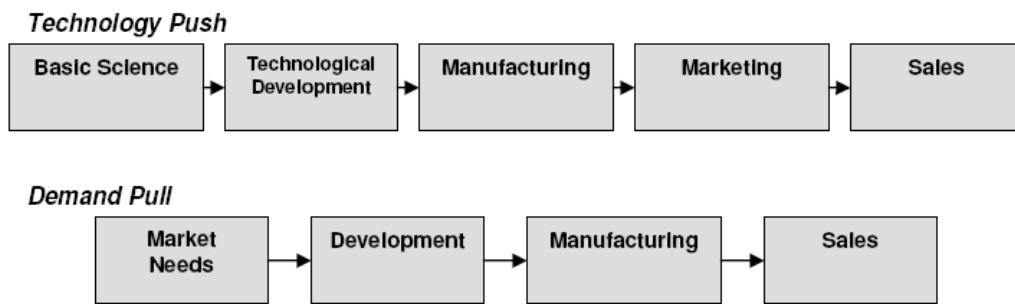 Technology Push
Basic Science
Technological
Development
Manufacturing
Marketing
Sales
Demand Pull
Market
Needs
Development
Manufacturing
Sales